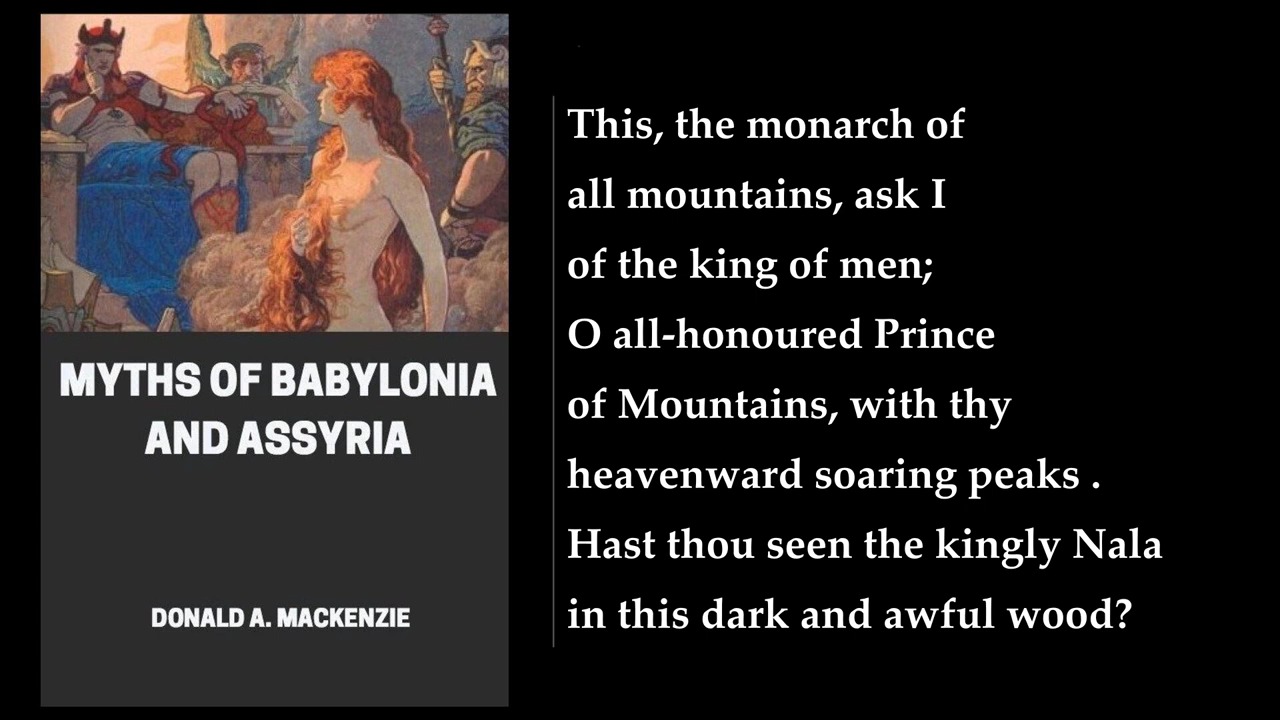 MYTHS OF BABYLONIA
AND ASSYRIA
DONALD A. MACKENZIE
This, the monarch of
all mountains, ask I
of the king of men;
O all-honoured Prince
of Mountains, with thy
heavenward soaring peaks .
Hast thou seen the kingly Nala
in this dark and awful wood?